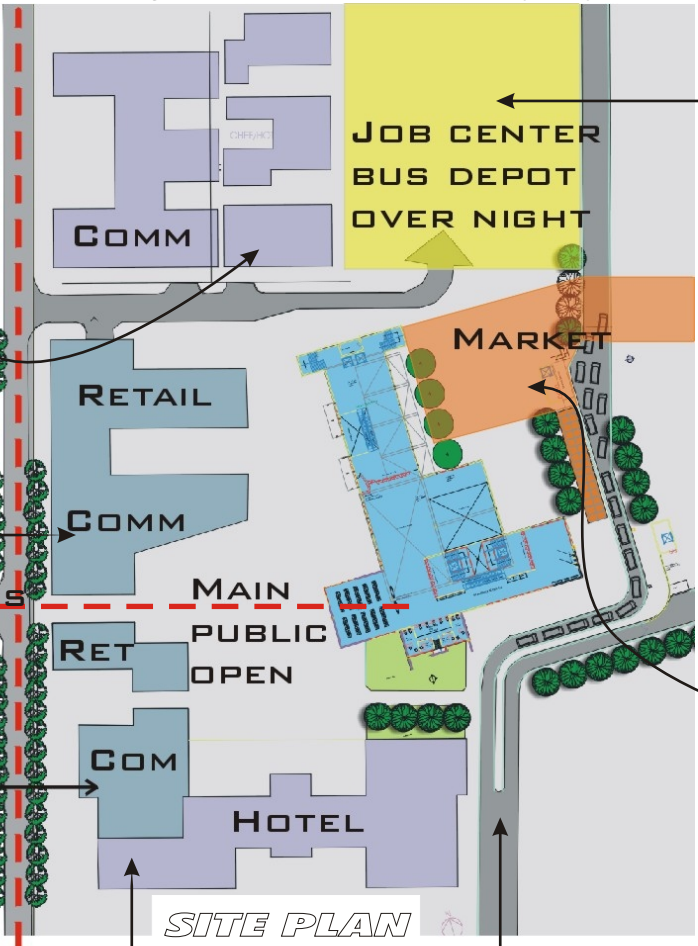 JOB CENTER
BUS DEPOT
OVER NIGHT
COMM
MARKET
RETAIL
COMM
S
MAIN
PUBLIC
OPEN
RET
COM
HOTEL
SITE PLAN